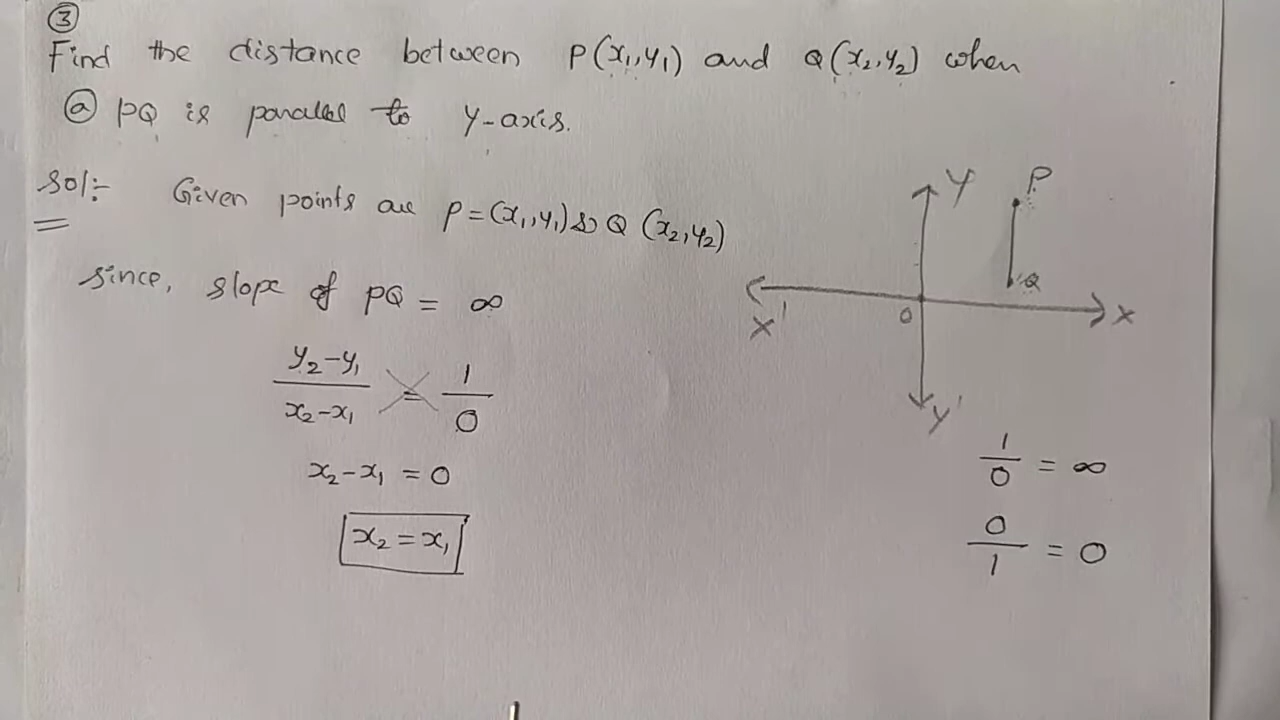 ③
Find the distance between P(x₁,y₁) and Q(x₂,y₂) when
ⓐ PQ is parallel to y-axis.
Sol:- Given points are P=(x₁,y₁) & Q(x₂,y₂)
since, slope of PQ = ∞
y₂-y₁ / x₂-x₁ = 1/0
x₂-x₁ = 0
x₂ = x₁
Y
P
Q
X'
O
X
Y'
1/0 = ∞
0/1 = 0